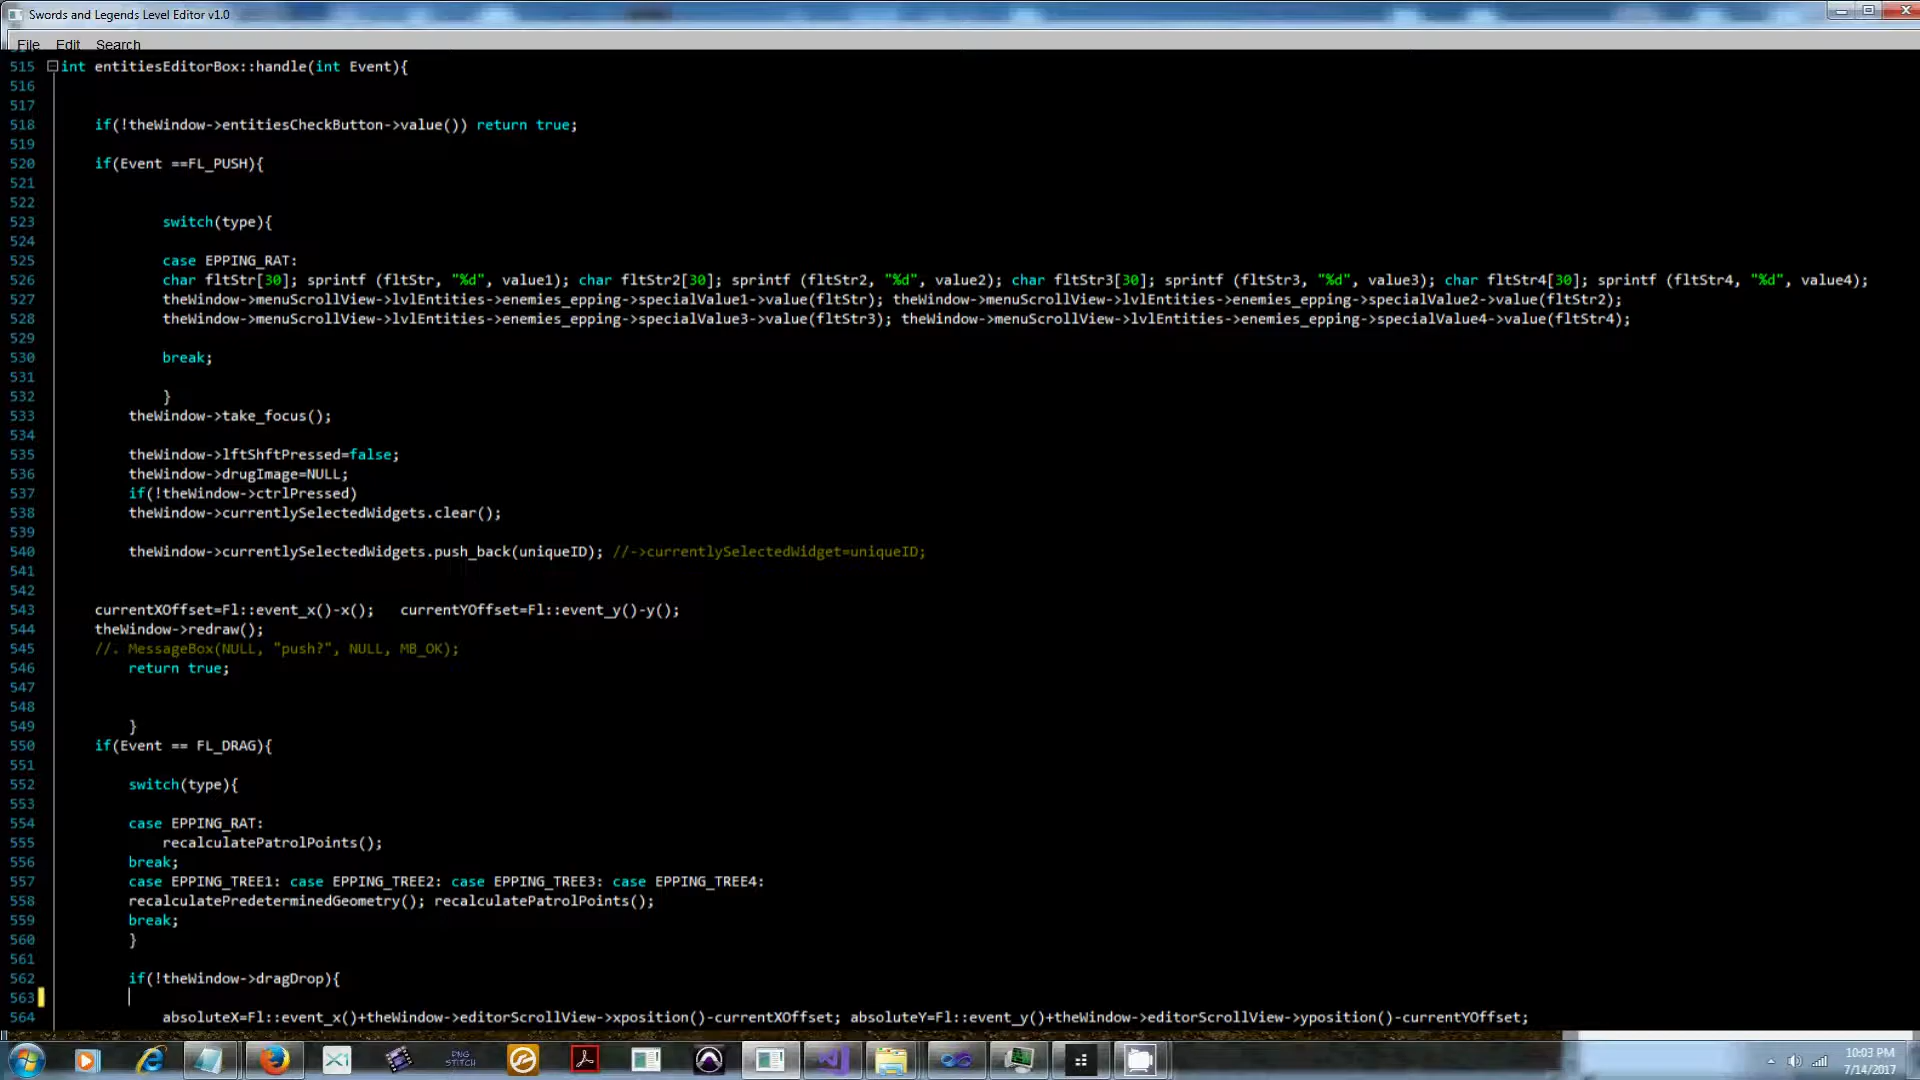 Swords and Legends Level Editor v1.0
File Edit Search
515 int entitiesEditorBox::handle(int Event){
516
517
518 if(!theWindow->entitiesCheckButton->value()) return true;
519
520 if(Event ==FL_PUSH){
521
522
523 switch(type){
524
525 case EPPING_RAT:
526 char fltStr[30]; sprintf (fltStr, "%d", value1); char fltStr2[30]; sprintf (fltStr2, "%d", value2); char fltStr3[30]; sprintf (fltStr3, "%d", value3); char fltStr4[30]; sprintf (fltStr4, "%d", value4);
527 theWindow->menuScrollView->lvlEntities->enemies_epping->specialValue1->value(fltStr); theWindow->menuScrollView->lvlEntities->enemies_epping->specialValue2->value(fltStr2);
528 theWindow->menuScrollView->lvlEntities->enemies_epping->specialValue3->value(fltStr3); theWindow->menuScrollView->lvlEntities->enemies_epping->specialValue4->value(fltStr4);
529
530 break;
531
532 }
533 theWindow->take_focus();
534
535 theWindow->lftShftPressed=false;
536 theWindow->drugImage=NULL;
537 if(!theWindow->ctrlPressed)
538 theWindow->currentlySelectedWidgets.clear();
539
540 theWindow->currentlySelectedWidgets.push_back(uniqueID); //->currentlySelectedWidget=uniqueID;
541
542
543 currentXOffset=Fl::event_x()-x(); currentYOffset=Fl::event_y()-y();
544 theWindow->redraw();
545 //. MessageBox(NULL, "push?", NULL, MB_OK);
546 return true;
547
548
549 }
550 if(Event == FL_DRAG){
551
552 switch(type){
553
554 case EPPING_RAT:
555 recalculatePatrolPoints();
556 break;
557 case EPPING_TREE1: case EPPING_TREE2: case EPPING_TREE3: case EPPING_TREE4:
558 recalculatePredeterminedGeometry(); recalculatePatrolPoints();
559 break;
560 }
561
562 if(!theWindow->dragDrop){
563
564 absoluteX=Fl::event_x()+theWindow->editorScrollView->xposition()-currentXOffset; absoluteY=Fl::event_y()+theWindow->editorScrollView->yposition()-currentYOffset;
PNG
STITCH
10:03 PM
7/14/2017